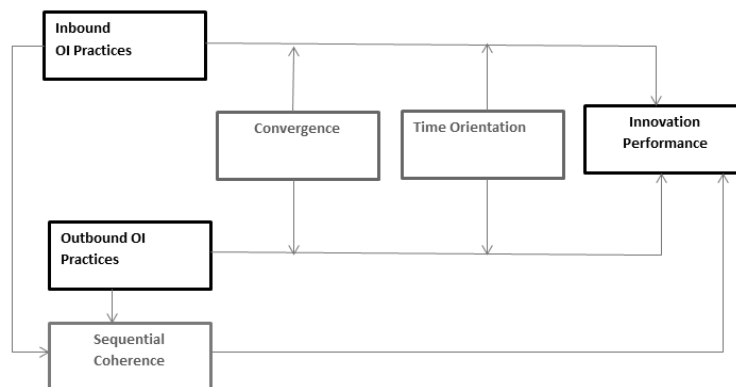 Inbound
OI Practices
Convergence
Time Orientation
Innovation
Performance
Outbound OI
Practices
Sequential
Coherence